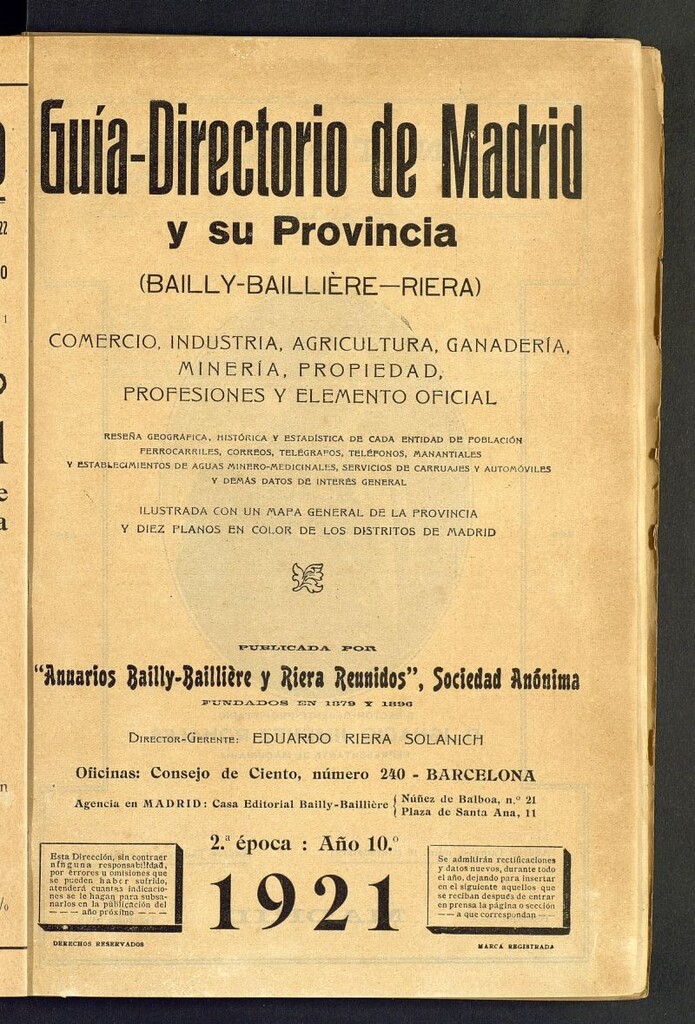 Guía-Directorio de Madrid
y su Provincia
(BAILLY-BAILLIÈRE—RIERA)
COMERCIO, INDUSTRIA, AGRICULTURA, GANADERÍA,
MINERÍA, PROPIEDAD,
PROFESIONES Y ELEMENTO OFICIAL
RESEÑA GEOGRÁFICA, HISTÓRICA Y ESTADÍSTICA DE CADA ENTIDAD DE POBLACIÓN
FERROCARRILES, CORREOS, TELÉGRAFOS, TELÉFONOS, MANANTIALES
Y ESTABLECIMIENTOS DE AGUAS MINERO-MEDICINALES, SERVICIOS DE CARRUAJES Y AUTOMÓVILES
Y DEMÁS DATOS DE INTERÉS GENERAL
ILUSTRADA CON UN MAPA GENERAL DE LA PROVINCIA
Y DIEZ PLANOS EN COLOR DE LOS DISTRITOS DE MADRID
PUBLICADA POR
"Anuarios Bailly-Baillière y Riera Reunidos", Sociedad Anónima
FUNDADOS EN 1879 Y 1896
DIRECTOR-GERENTE: EDUARDO RIERA SOLANICH
Oficinas: Consejo de Ciento, número 240 - BARCELONA
Agencia en MADRID: Casa Editorial Bailly-Baillière { Núñez de Balboa, n.º 21
Plaza de Santa Ana, 11
2.ª época : Año 10.º
1921
Esta Dirección, sin contraer
ninguna responsabilidad,
por errores u omisiones que
se pueden haber sufrido,
atenderá cuantas indicacio-
nes se le hagan para subsa-
narlos en la publicación del
— — — año próximo — — —
DERECHOS RESERVADOS
Se admitirán rectificaciones
y datos nuevos, durante todo
el año, dejando para insertar
en el siguiente aquellos que
se reciban después de entrar
en prensa la página o sección
— a que correspondan —
MARCA REGISTRADA